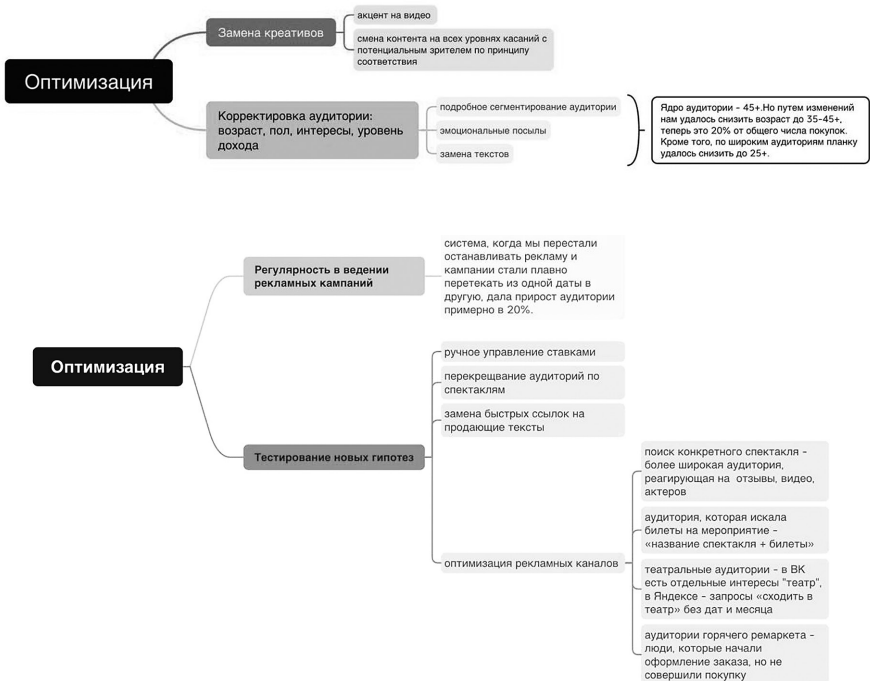 Оптимизация
Замена креативов
акцент на видео
смена контента на всех уровнях касаний с
потенциальным зрителем по принципу
соответствия
Корректировка аудитории:
возраст, пол, интересы, уровень
дохода
подробное сегментирование аудитории
эмоциональные посылы
замена текстов
Ядро аудитории - 45+.Но путем изменений
нам удалось снизить возраст до 35-45+,
теперь это 20% от общего числа покупок.
Кроме того, по широким аудиториям планку
удалось снизить до 25+.
Оптимизация
Регулярность в ведении
рекламных кампаний
система, когда мы перестали
останавливать рекламу и
кампании стали плавно
перетекать из одной даты в
другую, дала прирост аудитории
примерно в 20%.
Тестирование новых гипотез
ручное управление ставками
перекрещвание аудиторий по
спектаклям
замена быстрых ссылок на
продающие тексты
оптимизация рекламных каналов
поиск конкретного спектакля -
более широкая аудитория,
реагирующая на  отзывы, видео,
актеров
аудитория, которая искала
билеты на мероприятие -
«название спектакля + билеты»
театральные аудитории - в ВК
есть отдельные интересы "театр",
в Яндексе - запросы «сходить в
театр» без дат и месяца
аудитории горячего ремаркета -
люди, которые начали
оформление заказа, но не
совершили покупку